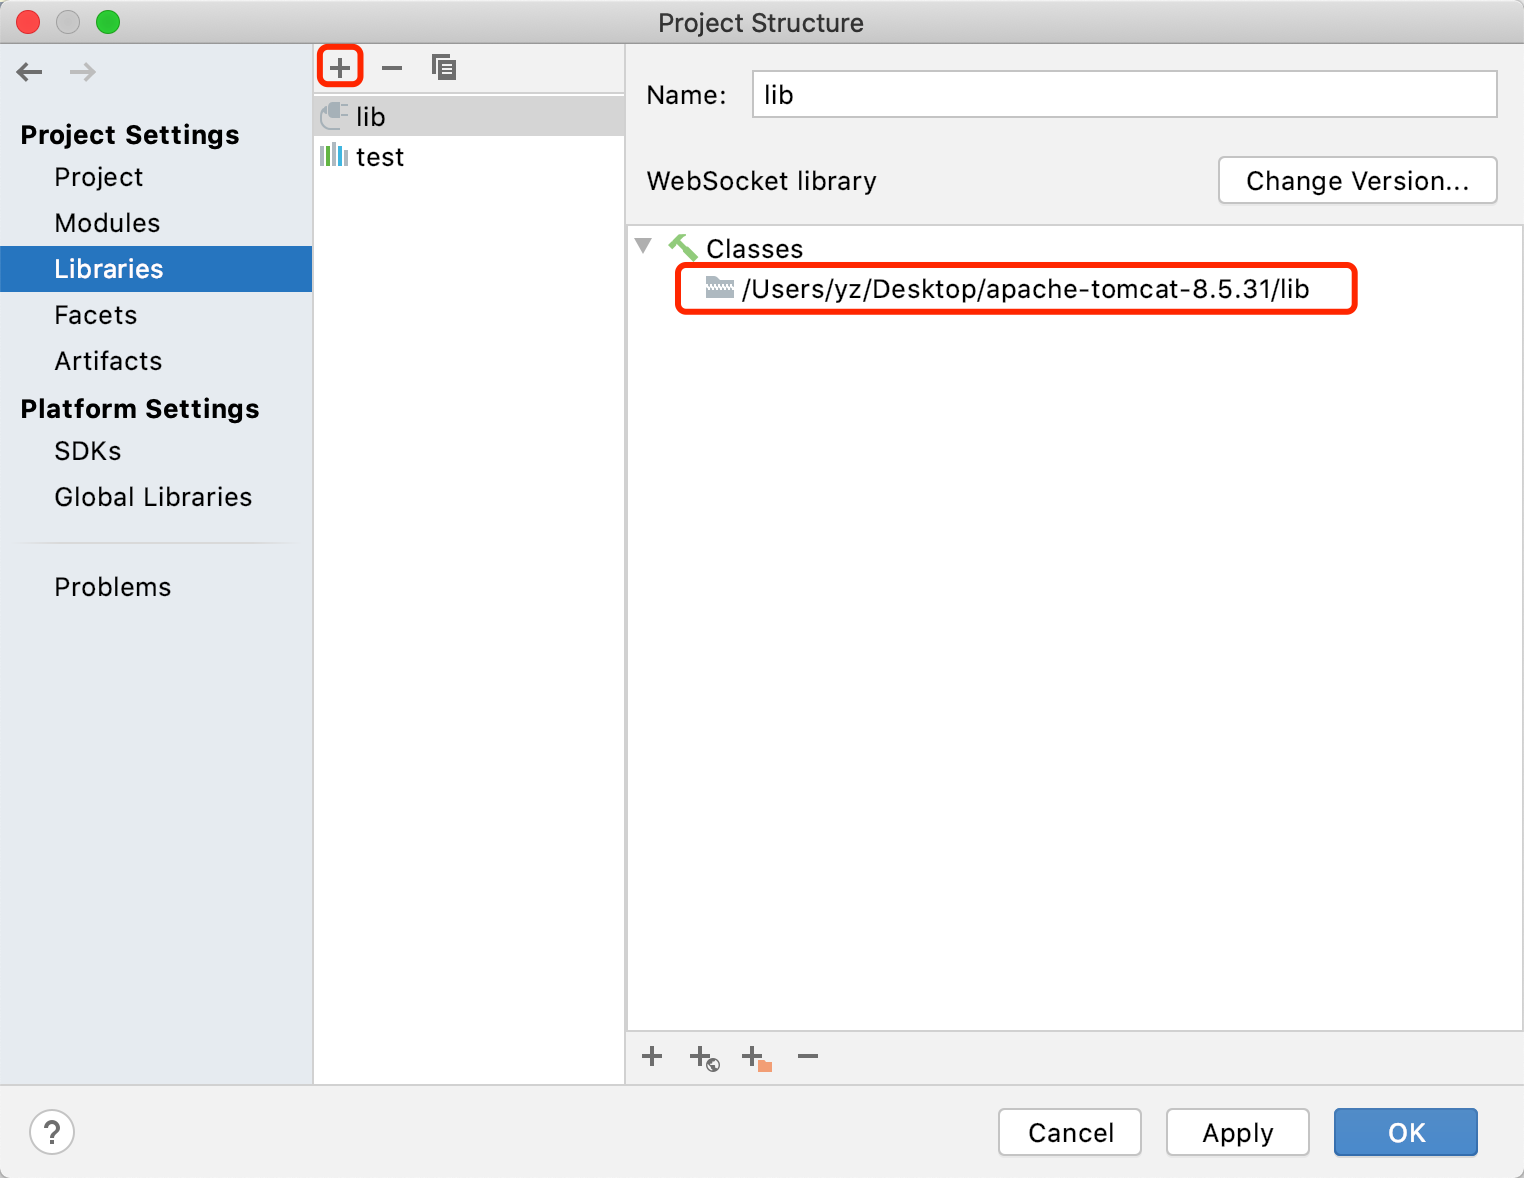 Project Structure
Project Settings
Project
Modules
Libraries
Facets
Artifacts
Platform Settings
SDKs
Global Libraries
Problems
lib
test
Name: lib
WebSocket library Change Version...
Classes
/Users/yz/Desktop/apache-tomcat-8.5.31/lib
? Cancel Apply OK